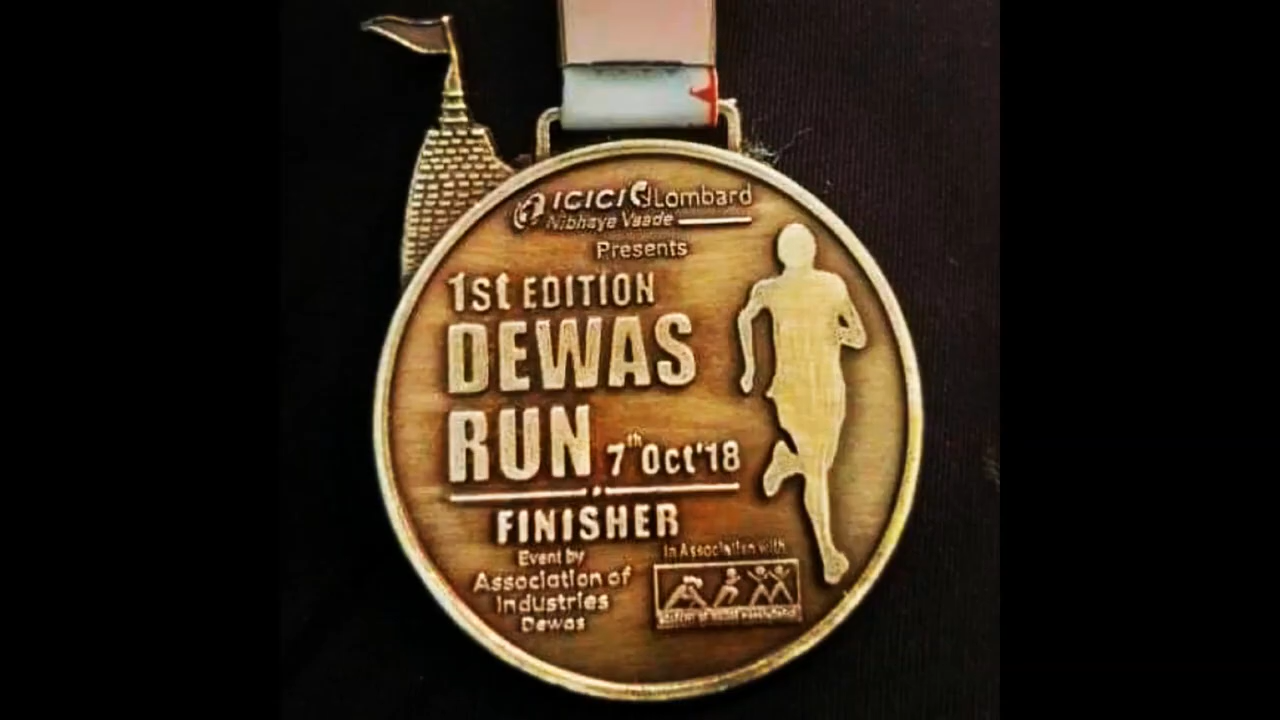 ICICI Lombard
Nibhaye Vaade
Presents
1st EDITION
DEWAS
RUN 7th Oct'18
FINISHER
Event by
Association of
Industries
Dewas
In Association with